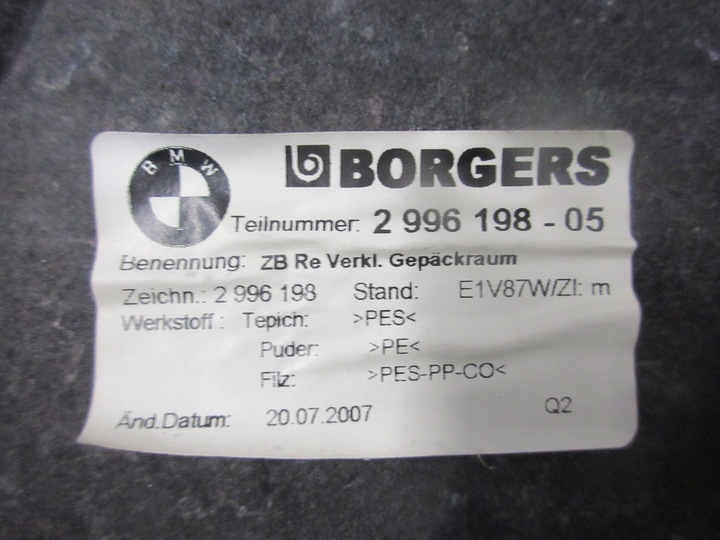 BMW
BORGERS
Teilnummer: 2 996 198 - 05
Benennung: ZB Re Verkl. Gepäckraum
Zeichn.: 2 996 198 Stand: E1V87W/ZI: m
Werkstoff : Tepich: >PES<
Puder: >PE<
Filz: >PES-PP-CO<
Änd.Datum: 20.07.2007 Q2